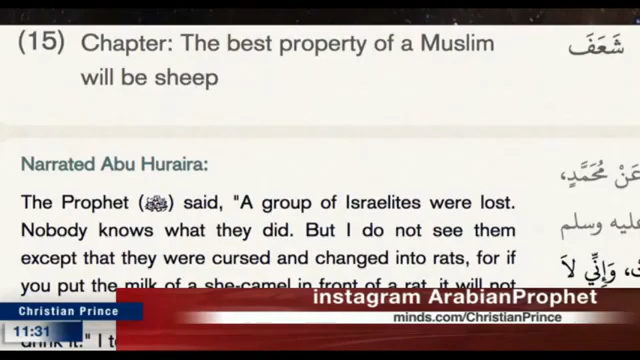 (15) Chapter: The best property of a Muslim شَعَفَ
will be sheep
Narrated Abu Huraira:
عَنْ مُحَمَّدٍ،
The Prophet (ﷺ) said, "A group of Israelites were lost.
Nobody knows what they did. But I do not see them عليه وسلم
except that they were cursed and changed into rats, for if وَإِنِّي لاَ
you put the milk of a she-camel in front of a rat, it will not
drink it." I
instagram ArabianProphet
Christian Prince
minds.com/ChristianPrince
11:31